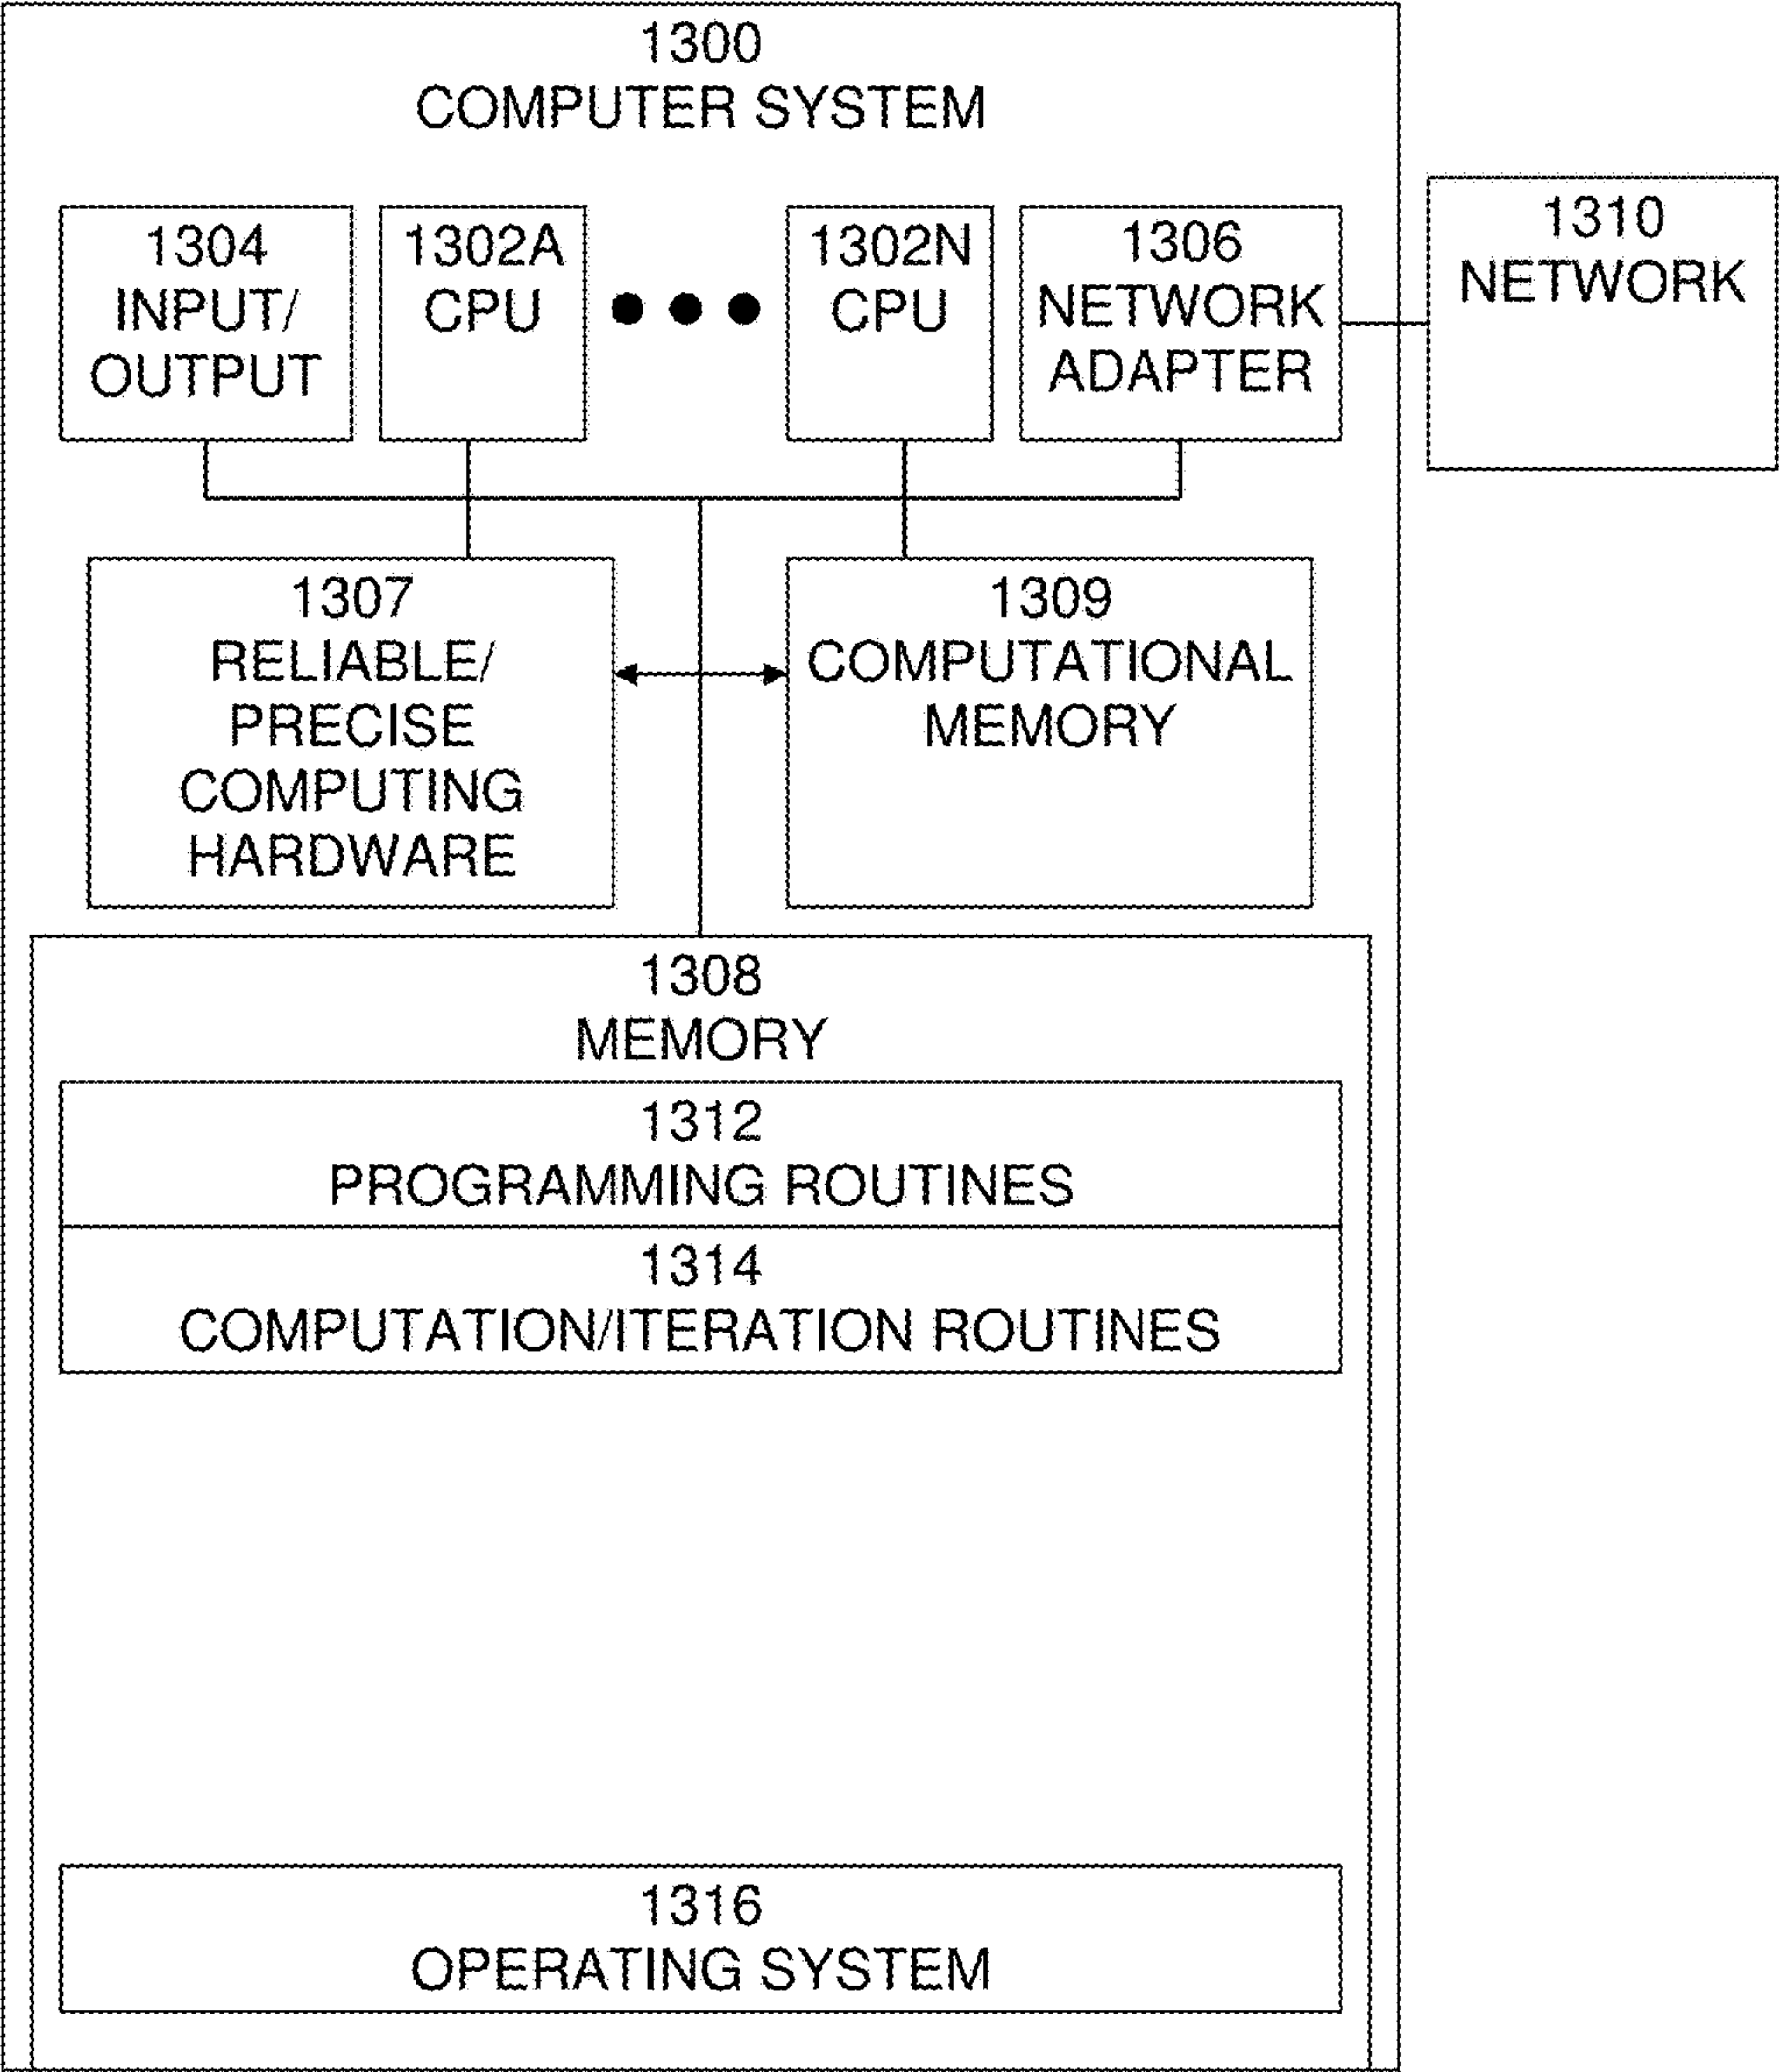 1300
COMPUTER SYSTEM
1304
INPUT/
OUTPUT
1302A
CPU
1302N
CPU
1306
NETWORK
ADAPTER
1310
NETWORK
1307
RELIABLE/
PRECISE
COMPUTING
HARDWARE
1309
COMPUTATIONAL
MEMORY
1308
MEMORY
1312
PROGRAMMING ROUTINES
1314
COMPUTATION/ITERATION ROUTINES
1316
OPERATING SYSTEM